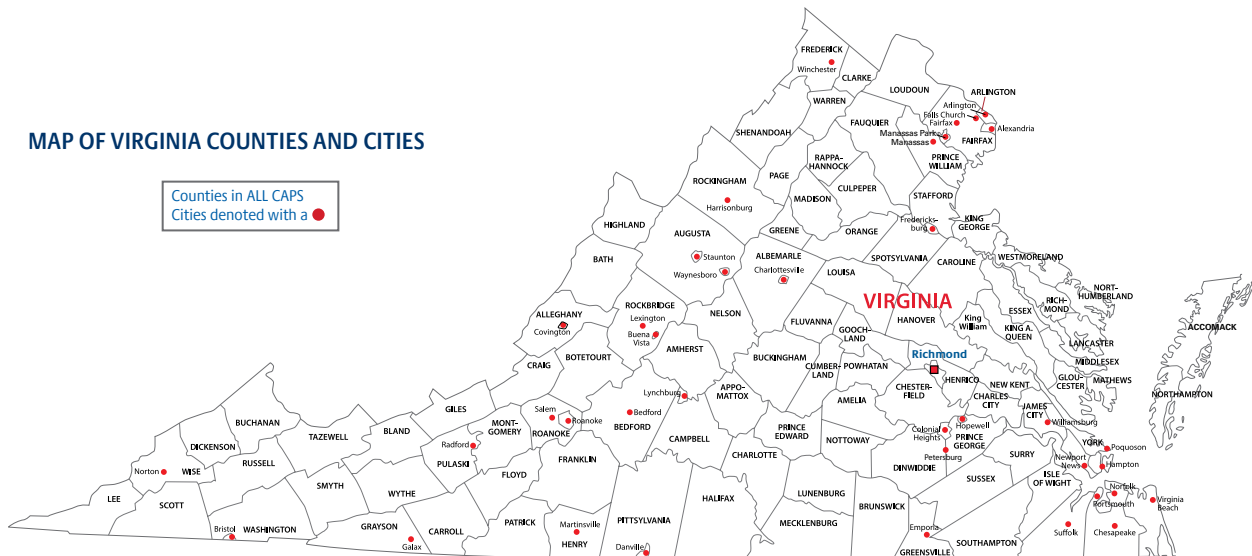 MAP OF VIRGINIA COUNTIES AND CITIES
Counties in ALL CAPS
Cities denoted with a
FREDERICK
Winchester
CLARKE
LOUDOUN
ARLINGTON
Arlington
Falls Church
Fairfax
Alexandria
WARREN
FAUQUIER
Manassas Park
Manassas
FAIRFAX
SHENANDOAH
PRINCE
WILLIAM
RAPPA-
HANNOCK
PAGE
ROCKINGHAM
CULPEPER
MADISON
STAFFORD
Harrisonburg
HIGHLAND
Fredericks-
burg
KING
GEORGE
AUGUSTA
GREENE
ORANGE
BATH
Staunton
ALBEMARLE
SPOTSYLVANIA
CAROLINE
WESTMORELAND
Waynesboro
Charlottesville
LOUISA
NORT-
HUMBERLAND
RICH-
MOND
VIRGINIA
ROCKBRIDGE
ALLEGHANY
Lexington
NELSON
ESSEX
Covington
FLUVANNA
HANOVER
King
William
ACCOMACK
Buena
Vista
GOOCH-
LAND
KING A.
QUEEN
LANCASTER
AMHERST
BOTETOURT
BUCKINGHAM
Richmond
MIDDLESEX
CRAIG
CUMBER-
LAND
POWHATAN
HENRICO
GLOU-
CESTER
MATHEWS
APPO-
MATTOX
CHESTER-
FIELD
NEW KENT
CHARLES
CITY
NORTHAMPTON
Lynchburg
AMELIA
JAMES
CITY
GILES
Salem
Bedford
Hopewell
Williamsburg
BUCHANAN
MONT-
GOMERY
ROANOKE
Roanoke
BEDFORD
PRINCE
EDWARD
Colonial
Heights
BLAND
CAMPBELL
NOTTOWAY
PRINCE
GEORGE
TAZEWELL
Radford
YORK
DICKENSON
Petersburg
SURRY
Poquoson
CHARLOTTE
RUSSELL
FRANKLIN
PULASKI
Newport
News
Hampton
Norton
WISE
DINWIDDIE
ISLE
OF WIGHT
FLOYD
SMYTH
SUSSEX
WYTHE
LUNENBURG
Norfolk
LEE
HALIFAX
Portsmouth
Virginia
Beach
SCOTT
BRUNSWICK
PATRICK
PITTSYLVANIA
MECKLENBURG
GRAYSON
Bristol
WASHINGTON
CARROLL
Martinsville
Emporia
Suffolk
Chesapeake
Galax
HENRY
Danville
SOUTHAMPTON
GREENSVILLE